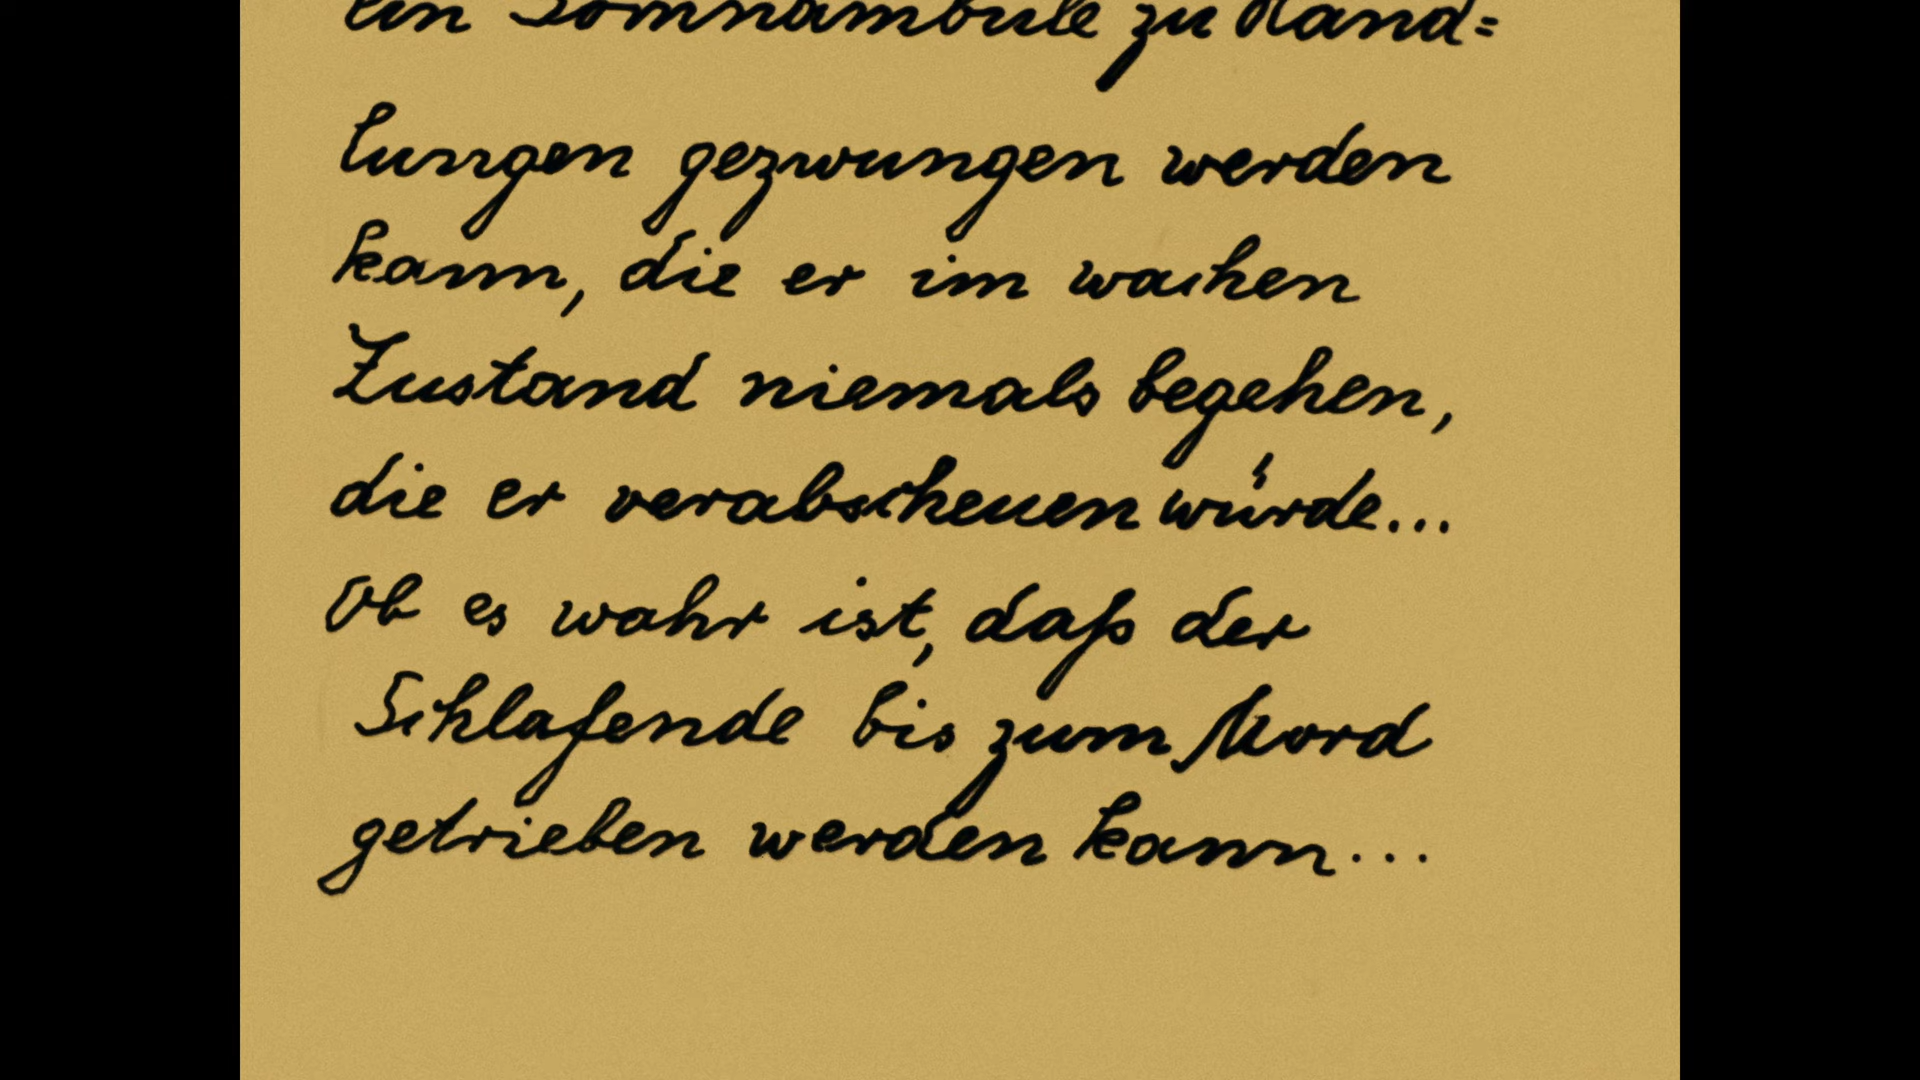 ein Somnambule zu Hand=
lungen gezwungen werden
kann, die er im wachen
Zustand niemals begehen,
die er verabscheuen würde...
Ob es wahr ist, daß der
Schlafende bis zum Mord
getrieben werden kann...